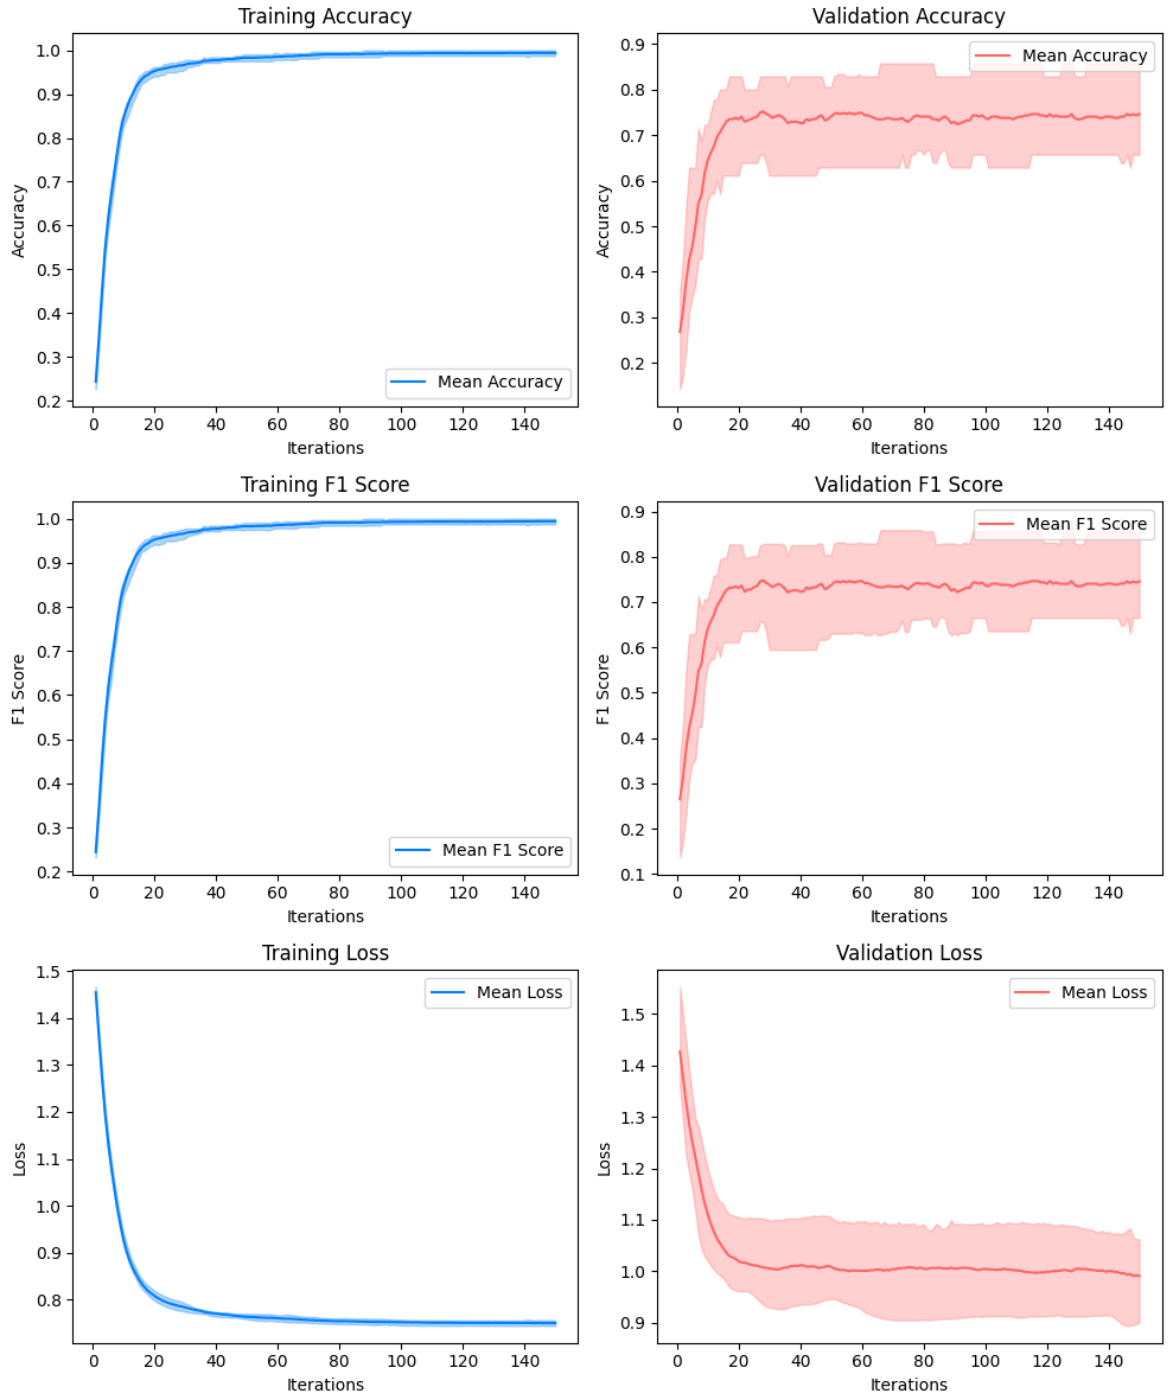 Training Accuracy
1.0
0.9
0.8
0.7
0.6
0.5
0.4
0.3
0.2
Accuracy
Mean Accuracy
0 20 40 60 80 100 120 140
Iterations
Validation Accuracy
0.9
0.8
0.7
0.6
0.5
0.4
0.3
0.2
Accuracy
Mean Accuracy
0 20 40 60 80 100 120 140
Iterations
Training F1 Score
1.0
0.9
0.8
0.7
0.6
0.5
0.4
0.3
0.2
F1 Score
Mean F1 Score
0 20 40 60 80 100 120 140
Iterations
Validation F1 Score
0.9
0.8
0.7
0.6
0.5
0.4
0.3
0.2
0.1
F1 Score
Mean F1 Score
0 20 40 60 80 100 120 140
Iterations
Training Loss
1.5
1.4
1.3
1.2
1.1
1.0
0.9
0.8
Loss
Mean Loss
0 20 40 60 80 100 120 140
Iterations
Validation Loss
1.5
1.4
1.3
1.2
1.1
1.0
0.9
Loss
Mean Loss
0 20 40 60 80 100 120 140
Iterations